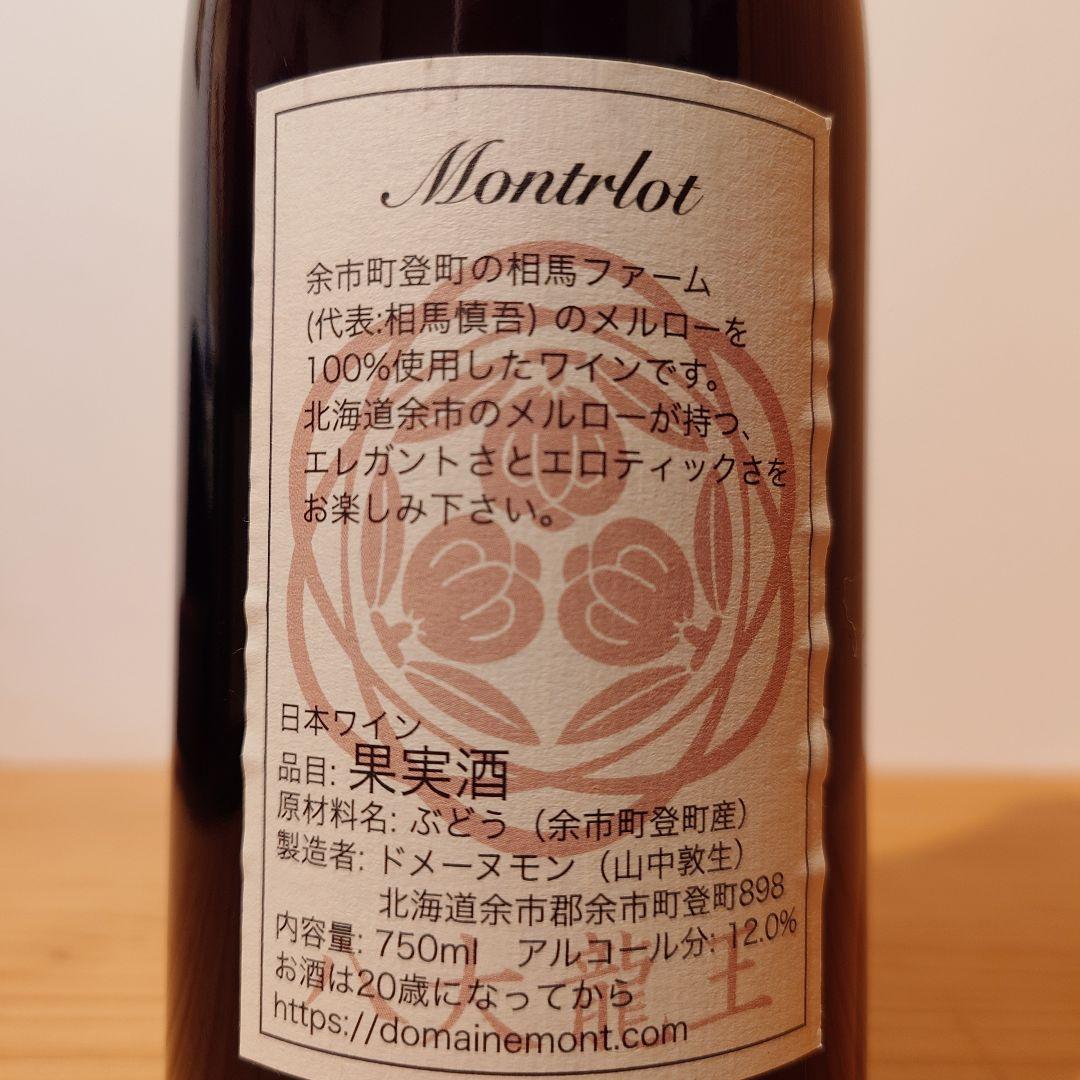 Montrlot
余市町登町の相馬ファーム
(代表:相馬慎吾）のメルローを
100%使用したワインです。
北海道余市のメルローが持つ、
エレガントさとエロティックさを
お楽しみ下さい。
日本ワイン
品目: 果実酒
原材料名: ぶどう（余市町登町産）
製造者: ドメーヌモン（山中敦生）
北海道余市郡余市町登町898
内容量: 750ml　アルコール分: 12.0%
お酒は20歳になってから
https://domainemont.com
八大龍王